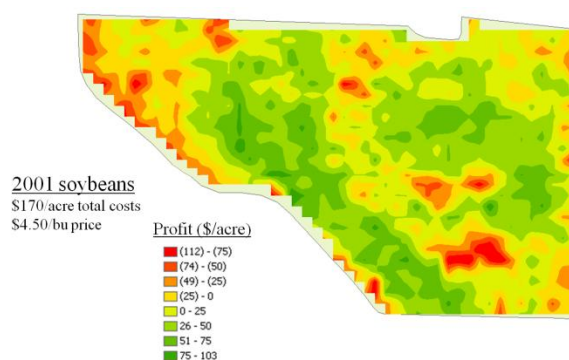 2001 soybeans
$170/acre total costs
$4.50/bu price
Profit ($/acre)
(112) - (75)
(74) - (50)
(49) - (25)
(25) - 0
0 - 25
26 - 50
51 - 75
75 - 103